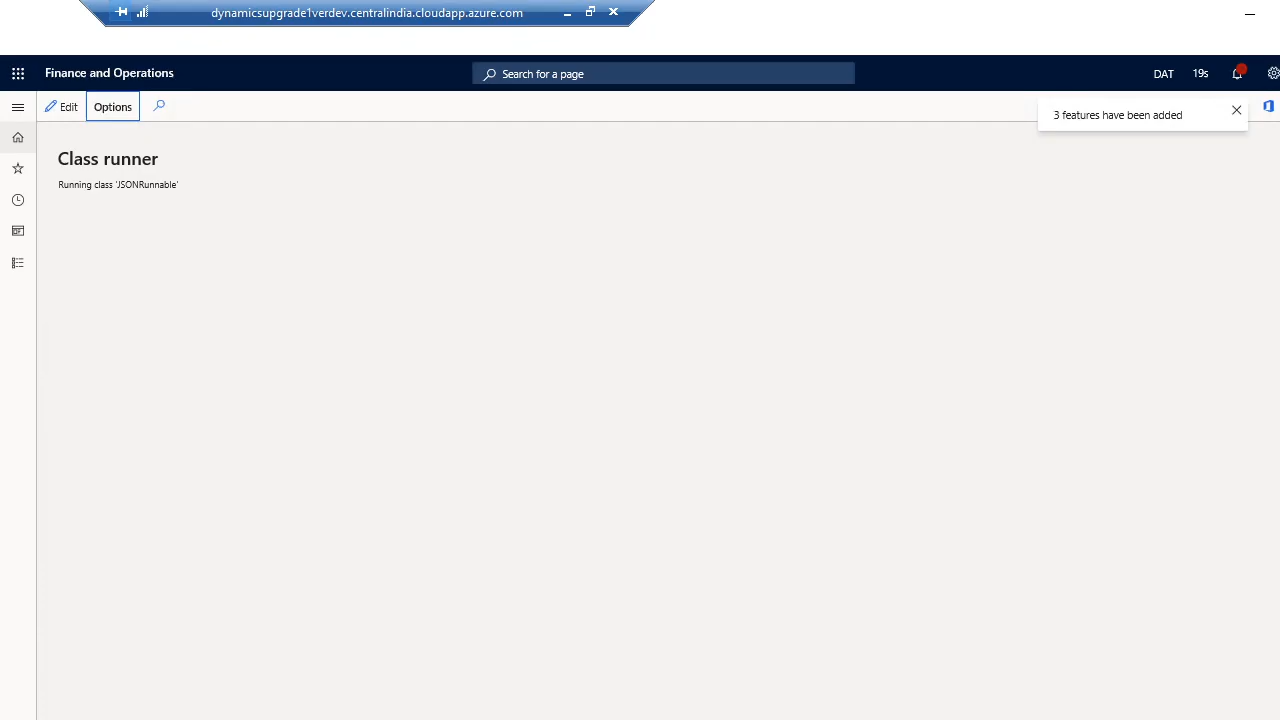 dynamicsupgrade1verdev.centralindia.cloudapp.azure.com
Finance and Operations
Search for a page
DAT
19s
Edit
Options
3 features have been added
Class runner
Running class 'JSONRunnable'